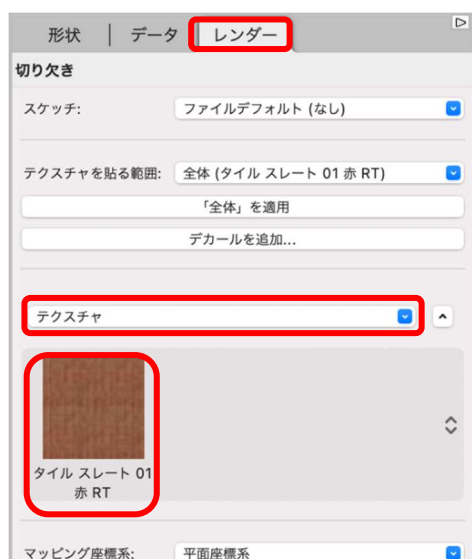 形状 データ レンダー
切り欠き
スケッチ: ファイルデフォルト (なし)
テクスチャを貼る範囲: 全体 (タイル スレート 01 赤 RT)
「全体」を適用
デカールを追加...
テクスチャ
タイル スレート 01
赤 RT
マッピング座標系: 平面座標系